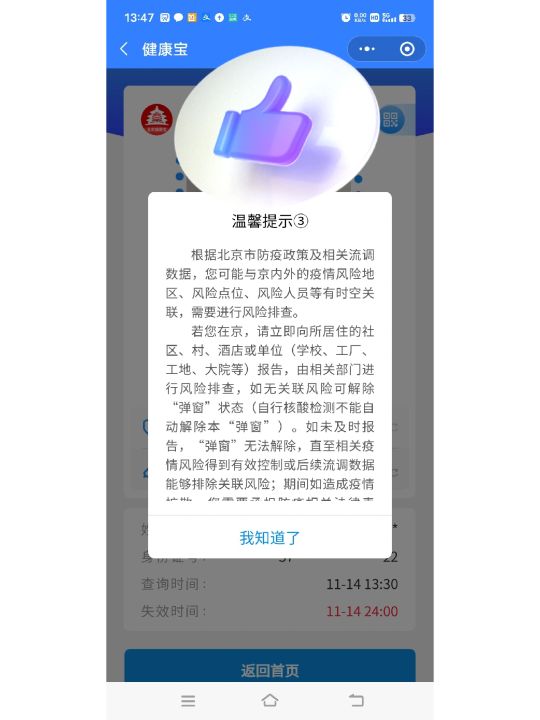 13:47
健康宝
温馨提示③
根据北京市防疫政策及相关流调
数据，您可能与京内外的疫情风险地
区、风险点位、风险人员等有时空关
联，需要进行风险排查。
若您在京，请立即向所居住的社
区、村、酒店或单位（学校、工厂、
工地、大院等）报告，由相关部门进
行风险排查，如无关联风险可解除
“弹窗”状态（自行核酸检测不能自
动解除本“弹窗”）。如未及时报
告，“弹窗”无法解除，直至相关疫
情风险得到有效控制或后续流调数据
能够排除关联风险；期间如造成疫情
我知道了
查询时间： 11-14 13:30
失效时间： 11-14 24:00
返回首页